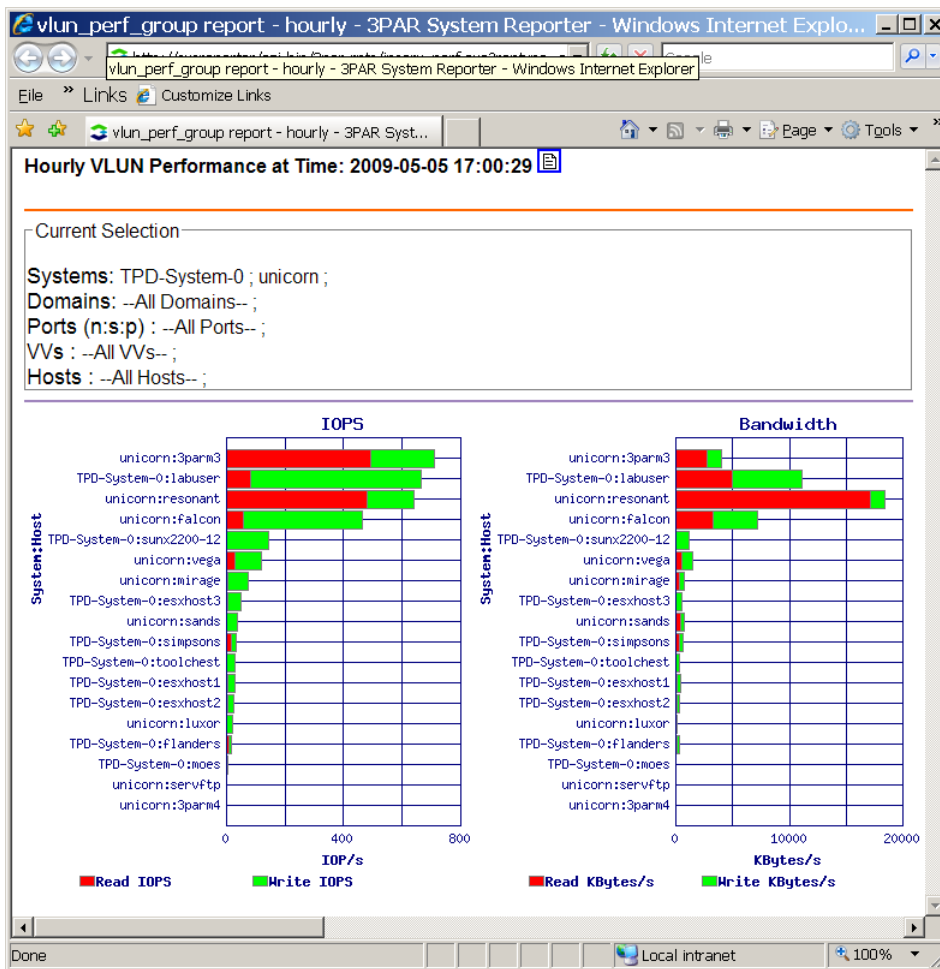 vlun_perf_group report - hourly - 3PAR System Reporter - Windows Internet Explo...
vlun_perf_group report - hourly - 3PAR System Reporter - Windows Internet Explorer
File » Links Customize Links
vlun_perf_group report - hourly - 3PAR Syst... Page Tools »
Hourly VLUN Performance at Time: 2009-05-05 17:00:29
Current Selection
Systems: TPD-System-0 ; unicorn ;
Domains: --All Domains-- ;
Ports (n:s:p) : --All Ports-- ;
VVs : --All VVs-- ;
Hosts : --All Hosts-- ;
IOPS
System:Host
unicorn:3parm3
TPD-System-0:labuser
unicorn:resonant
unicorn:falcon
TPD-System-0:sunx2200-12
unicorn:vega
unicorn:mirage
TPD-System-0:esxhost3
unicorn:sands
TPD-System-0:simpsons
TPD-System-0:toolchest
TPD-System-0:esxhost1
TPD-System-0:esxhost2
unicorn:luxor
TPD-System-0:flanders
TPD-System-0:moes
unicorn:servftp
unicorn:3parm4
0 400 800
IOP/s
Read IOPS Write IOPS
Bandwidth
System:Host
unicorn:3parm3
TPD-System-0:labuser
unicorn:resonant
unicorn:falcon
TPD-System-0:sunx2200-12
unicorn:vega
unicorn:mirage
TPD-System-0:esxhost3
unicorn:sands
TPD-System-0:simpsons
TPD-System-0:toolchest
TPD-System-0:esxhost1
TPD-System-0:esxhost2
unicorn:luxor
TPD-System-0:flanders
TPD-System-0:moes
unicorn:servftp
unicorn:3parm4
0 10000 20000
KBytes/s
Read KBytes/s Write KBytes/s
Done Local intranet 100%